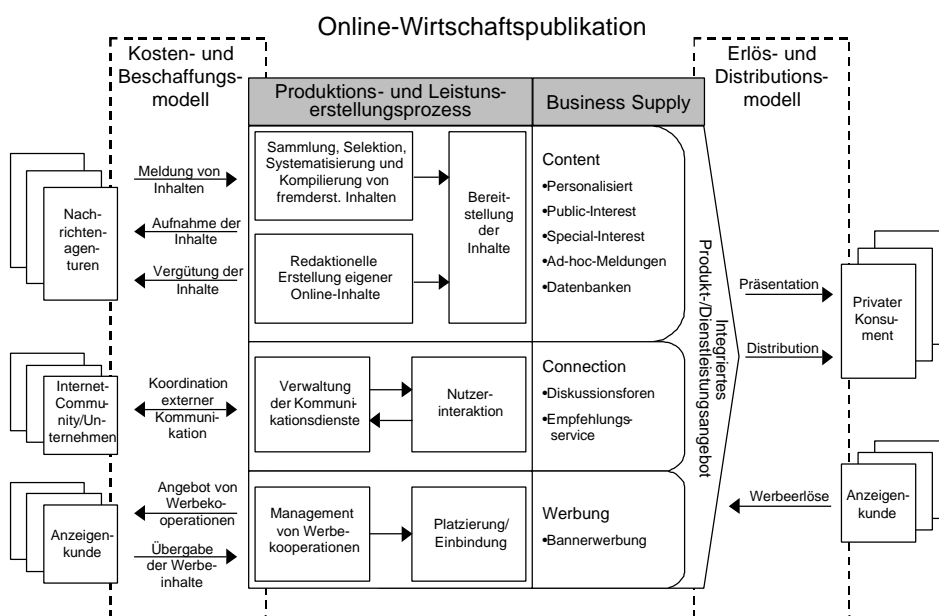 Online-Wirtschaftspublikation
Kosten- und
Beschaffungs-
modell
Produktions- und Leistuns-
erstellungsprozess
Business Supply
Erlös- und
Distributions-
modell
Nach-
richten-
agen-
turen
Meldung von
Inhalten
Aufnahme der
Inhalte
Vergütung der
Inhalte
Sammlung, Selektion,
Systematisierung und
Kompilierung von
fremderst. Inhalten
Redaktionelle
Erstellung eigener
Online-Inhalte
Bereit-
stellung
der
Inhalte
Content
•Personalisiert
•Public-Interest
•Special-Interest
•Ad-hoc-Meldungen
•Datenbanken
Internet-
Community/Un-
ternehmen
Koordination
externer
Kommuni-
kation
Verwaltung
der Kommuni-
kationsdienste
Nutzer-
interaktion
Connection
•Diskussionsforen
•Empfehlungs-
service
Anzeigen-
kunde
Angebot von
Werbeko-
operationen
Übergabe
der Werbe-
inhalte
Management
von Werbe-
kooperationen
Platzierung/
Einbindung
Werbung
•Bannerwerbung
Integriertes
Produkt-/Dienstleistungsangebot
Präsentation
Distribution
Privater
Konsu-
ment
Werbeerlöse
Anzeigen-
kunde